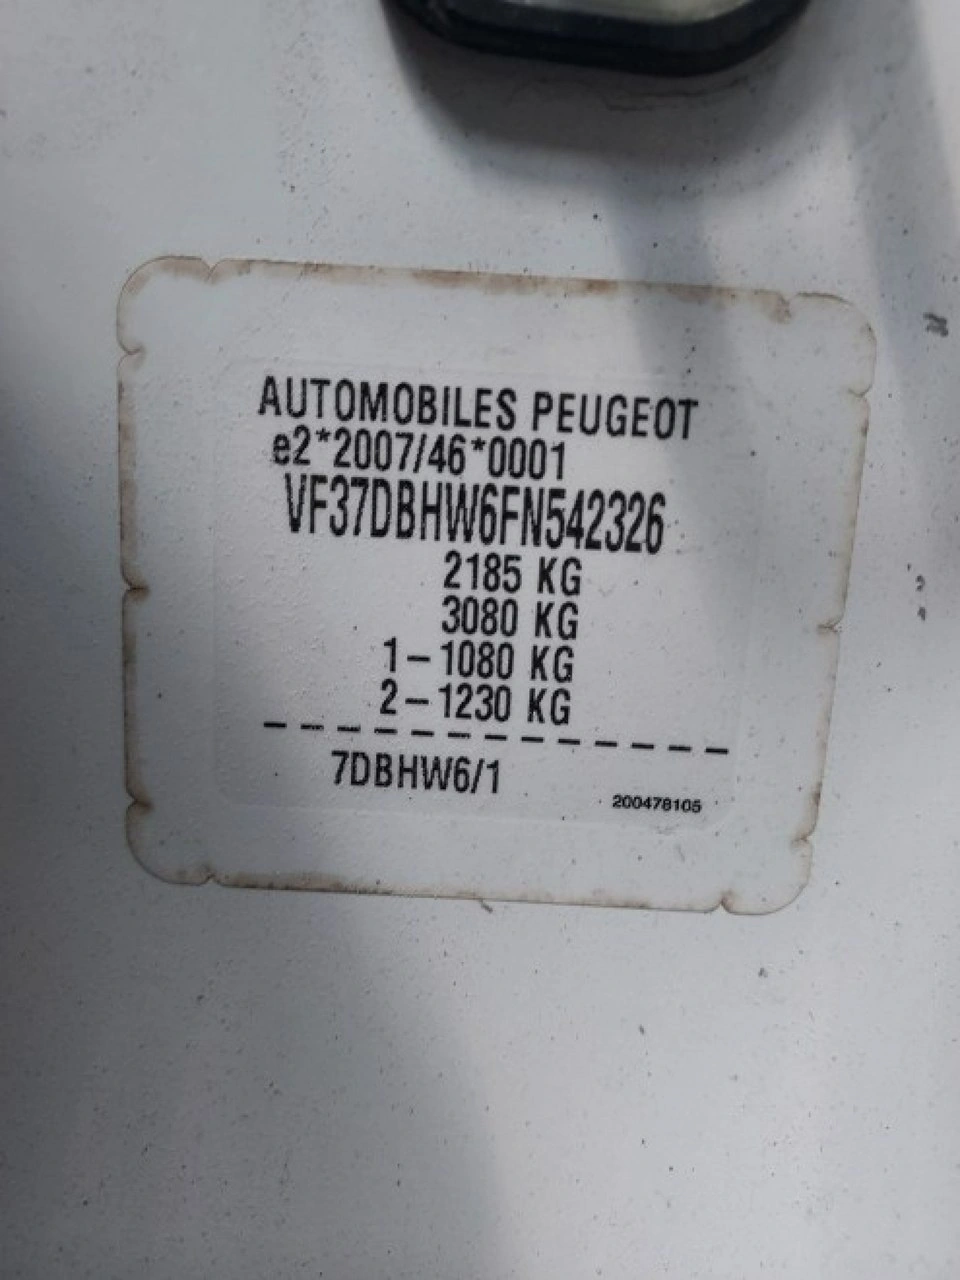 AUTOMOBILES PEUGEOT
e2*2007/46*0001
VF37DBHW6FN542326
2185 KG
3080 KG
1-1080 KG
2-1230 KG
7DBHW6/1
200478105